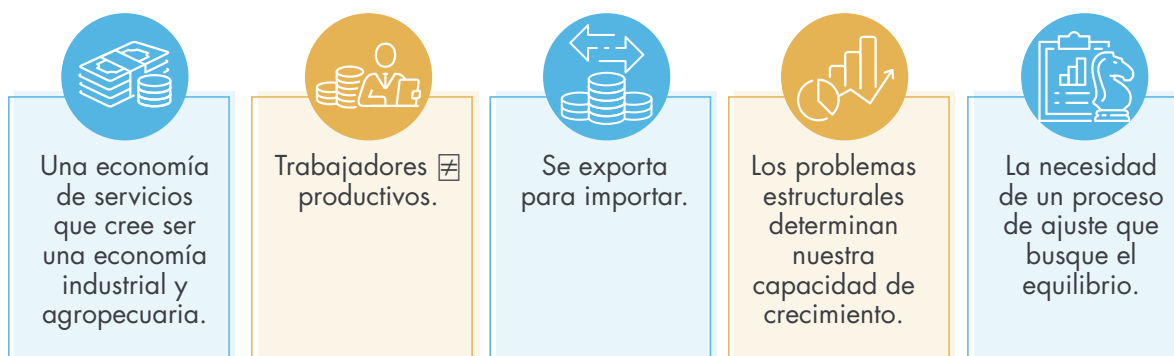 Una economía
de servicios
que cree ser
una economía
industrial y
agropecuaria.
Trabajadores ≠
productivos.
Se exporta
para importar.
Los problemas
estructurales
determinan
nuestra
capacidad de
crecimiento.
La necesidad
de un proceso
de ajuste que
busque el
equilibrio.